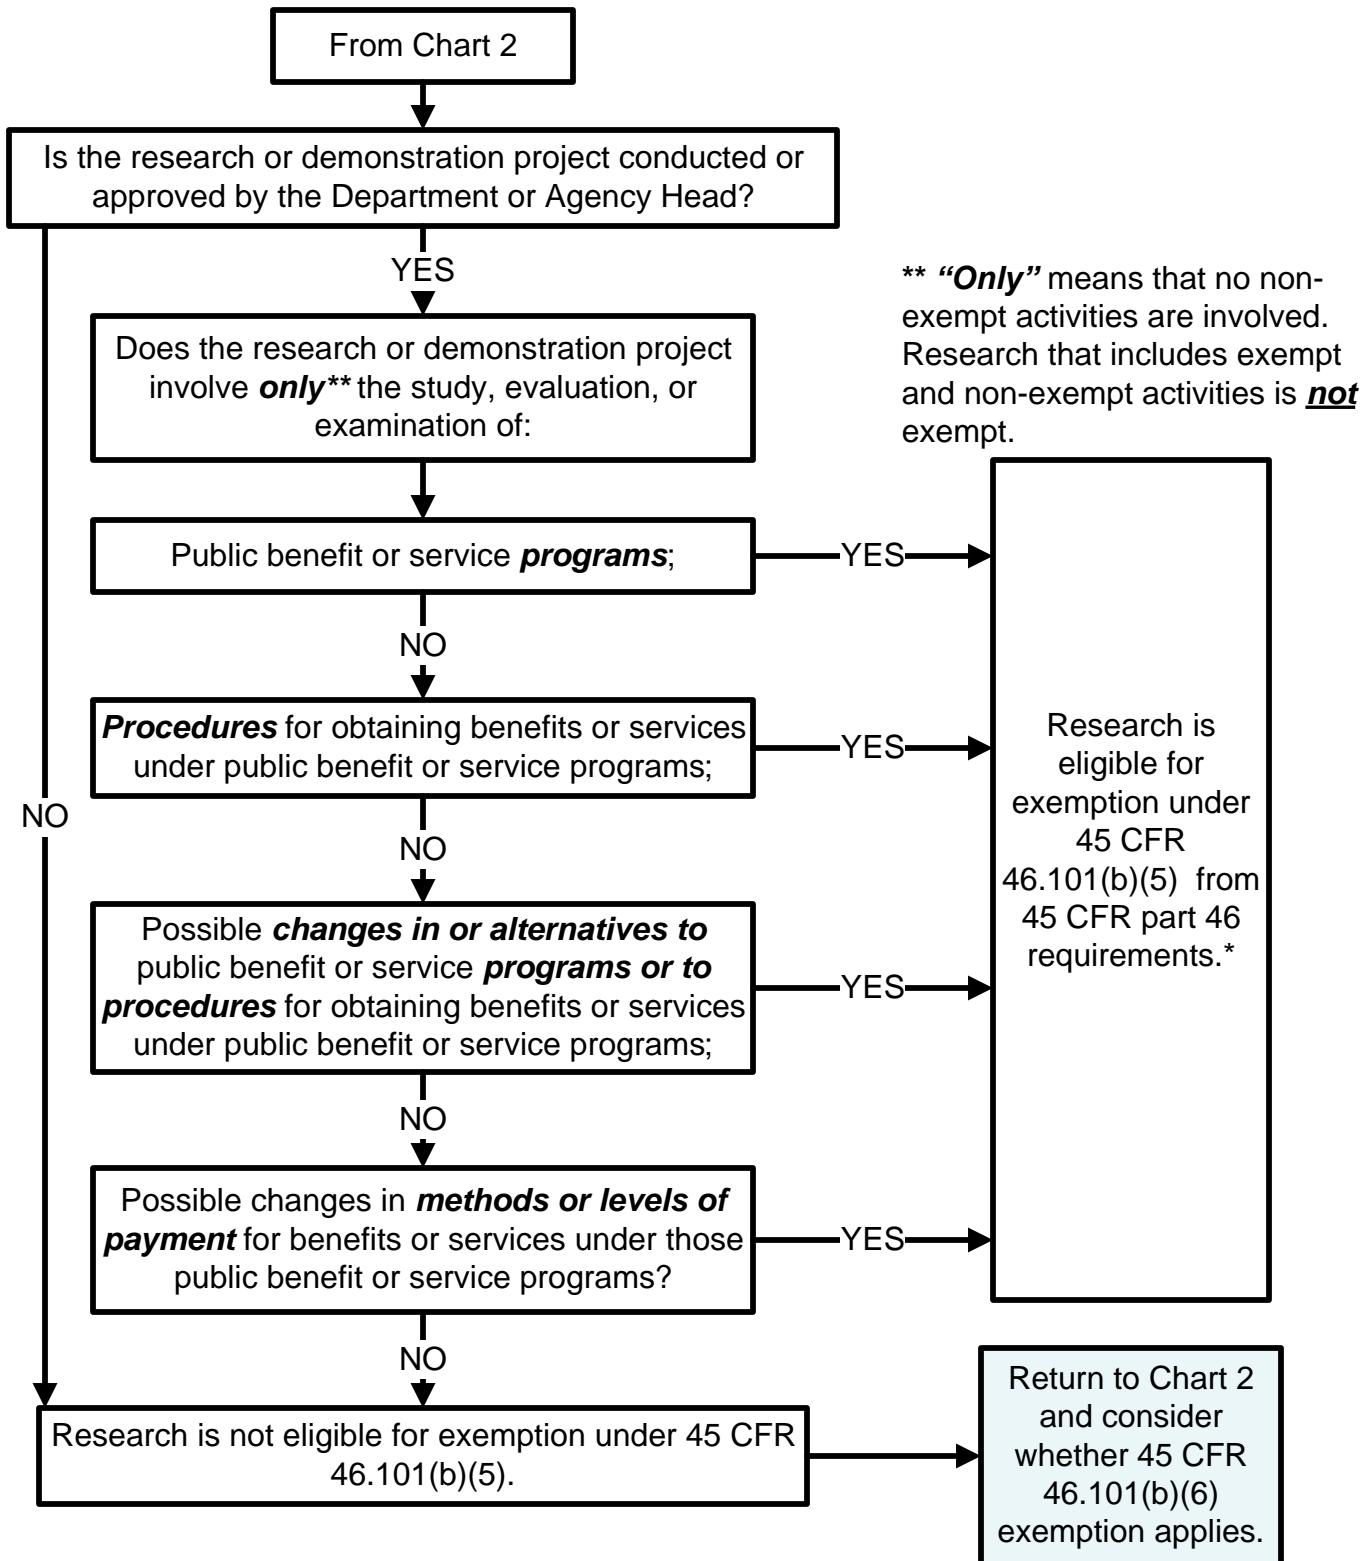 From Chart 2
Is the research or demonstration project conducted or
approved by the Department or Agency Head?
YES
** “Only” means that no non-
exempt activities are involved.
Research that includes exempt
and non-exempt activities is not
exempt.
Does the research or demonstration project
involve only** the study, evaluation, or
examination of:
Public benefit or service programs;
YES
NO
Procedures for obtaining benefits or services
under public benefit or service programs;
YES
NO
NO
Possible changes in or alternatives to
public benefit or service programs or to
procedures for obtaining benefits or services
under public benefit or service programs;
YES
NO
Possible changes in methods or levels of
payment for benefits or services under those
public benefit or service programs?
YES
NO
Research is
eligible for
exemption under
45 CFR
46.101(b)(5) from
45 CFR part 46
requirements.*
Research is not eligible for exemption under 45 CFR
46.101(b)(5).
Return to Chart 2
and consider
whether 45 CFR
46.101(b)(6)
exemption applies.